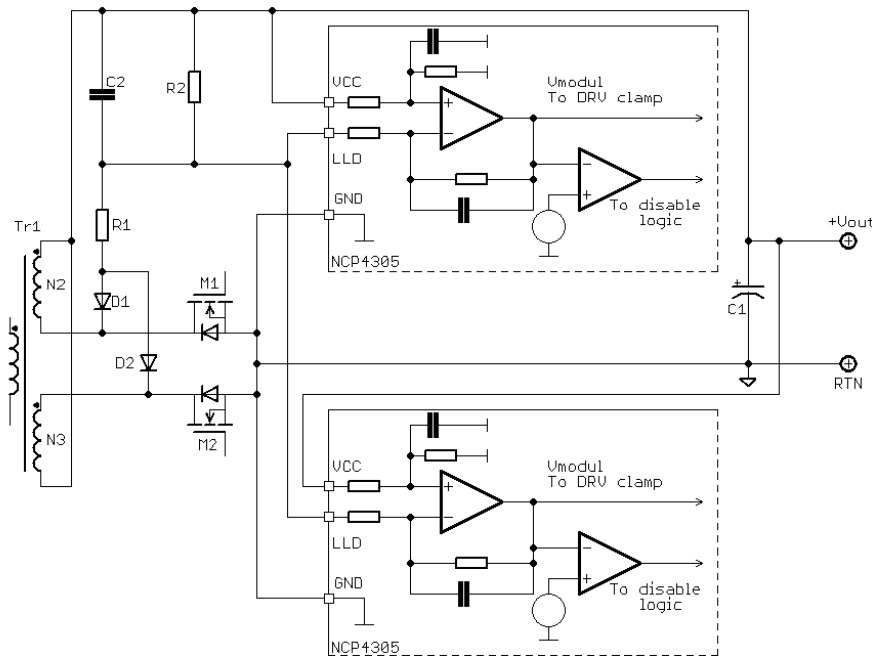 C2
R2
VCC
Vmodul
To DRV clamp
LLD
GND
To disable
logic
NCP4305
Tr1
R1
N2
D1
M1
+Vout
C1
+
D2
RTN
N3
M2
VCC
Vmodul
To DRV clamp
LLD
GND
To disable
logic
NCP4305